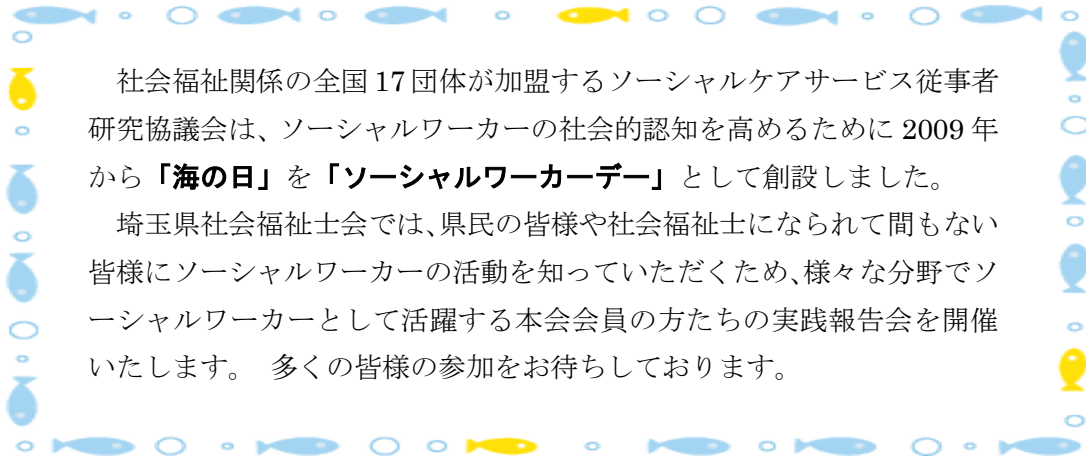 社会福祉関係の全国 17 団体が加盟するソーシャルケアサービス従事者
研究協議会は、ソーシャルワーカーの社会的認知を高めるために 2009 年
から「海の日」を「ソーシャルワーカーデー」として創設しました。
　埼玉県社会福祉士会では、県民の皆様や社会福祉士になられて間もない
皆様にソーシャルワーカーの活動を知っていただくため、様々な分野でソ
ーシャルワーカーとして活躍する本会会員の方たちの実践報告会を開催
いたします。　多くの皆様の参加をお待ちしております。